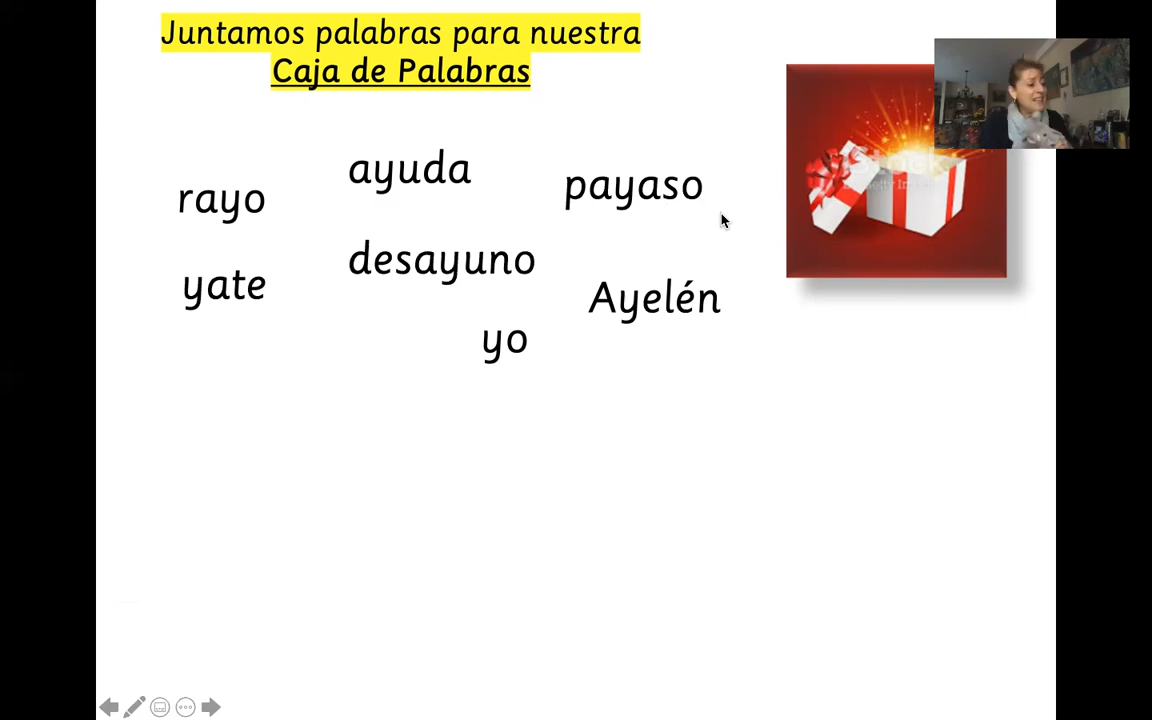 Juntamos palabras para nuestra
Caja de Palabras
ayuda
rayo
payaso
desayuno
yate
Ayelén
yo